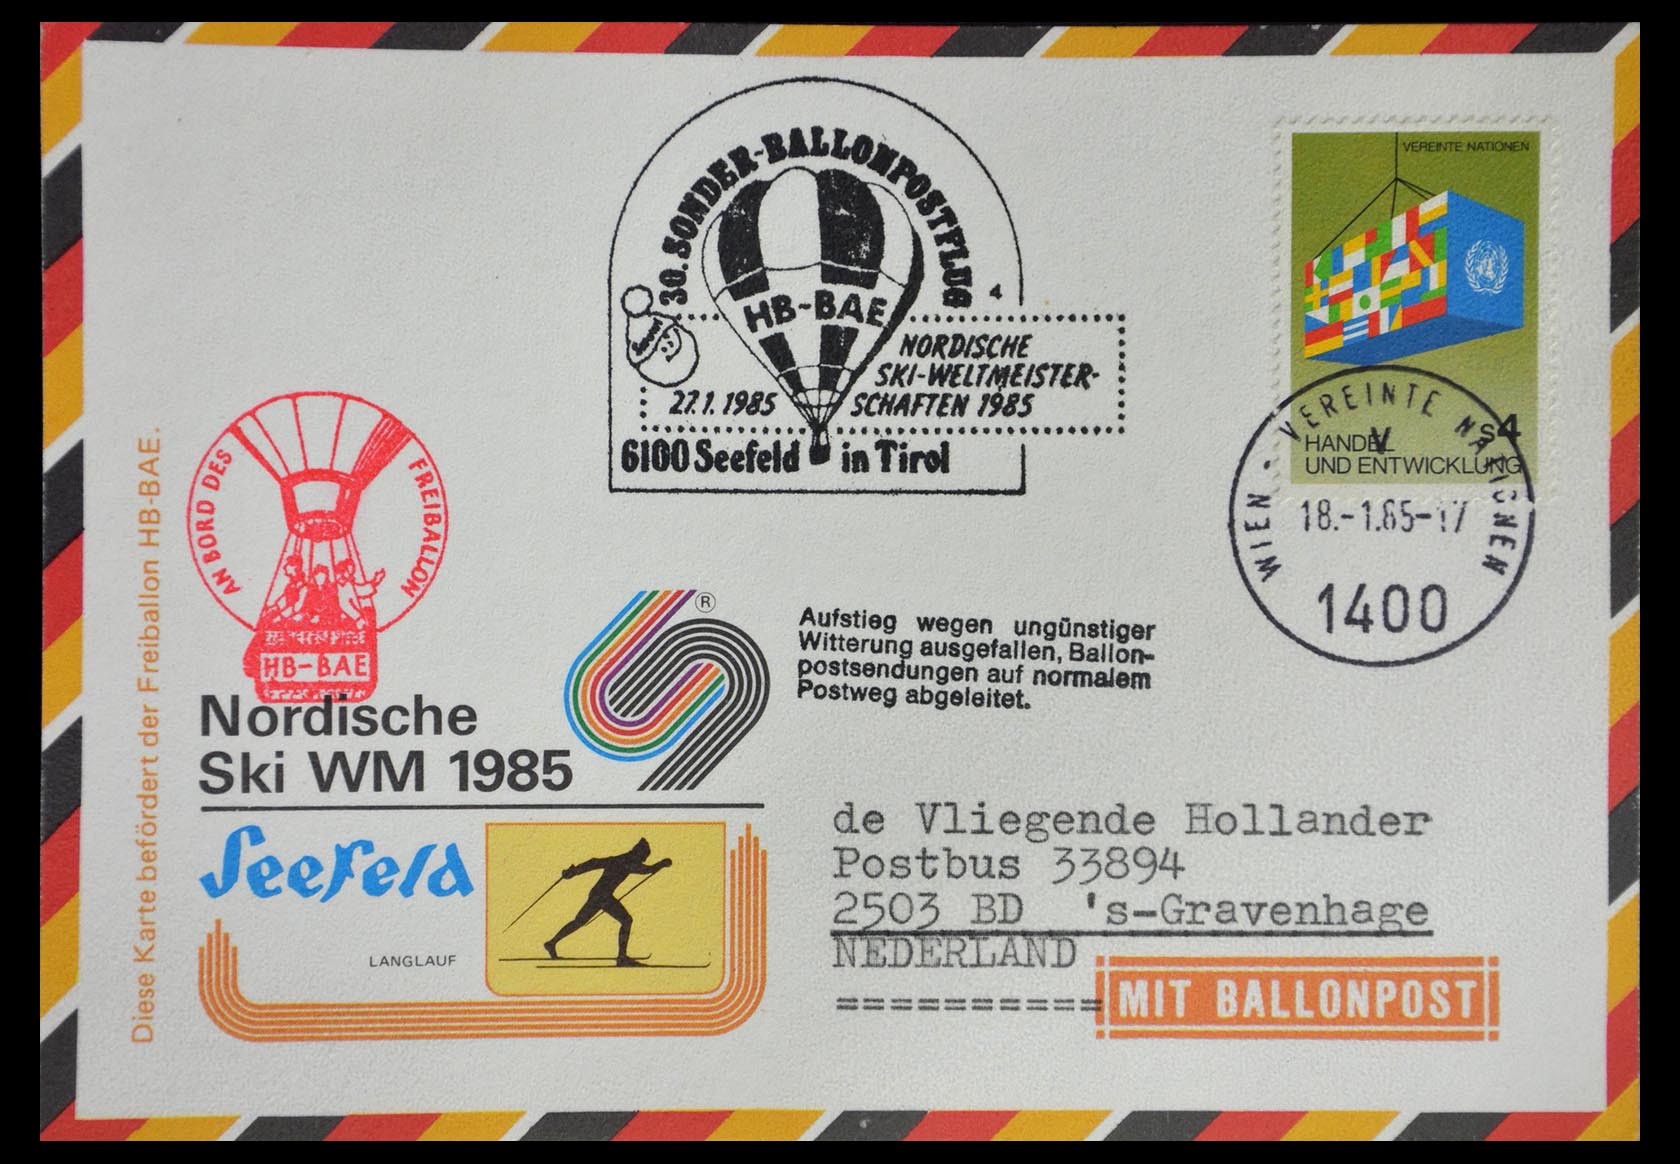 30. SONDER-BALLONPOSTFLUG
4
HB-BAE
NORDISCHE
SKI-WELTMEISTER-
27.1.1985 SCHAFTEN 1985
6100 Seefeld in Tirol
VEREINTE NATIONEN
s4
HANDEL
UND ENTWICKLUNG
WIEN · VEREINTE NATIONEN
V
18.-1.85-17
1400
Diese Karte befördert der Freiballon HB-BAE.
AN BORD DES FREIBALLON
HB-BAE
Nordische
Ski WM 1985
®
Seefeld
LANGLAUF
Aufstieg wegen ungünstiger
Witterung ausgefallen, Ballon-
postsendungen auf normalem
Postweg abgeleitet.
de Vliegende Hollander
Postbus 33894
2503 BD 's-Gravenhage
NEDERLAND
===========
MIT BALLONPOST